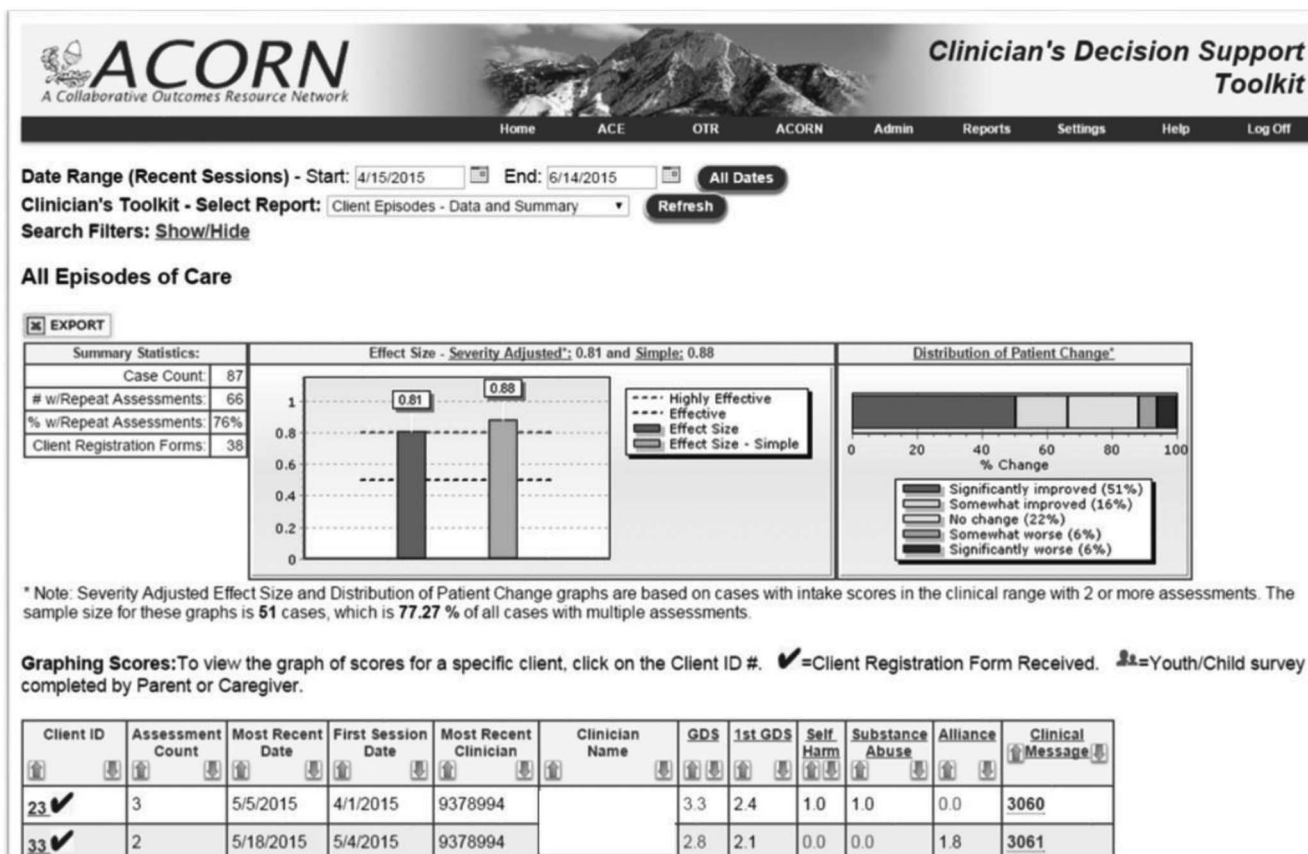 ACORN
A Collaborative Outcomes Resource Network
Clinician's Decision Support
Toolkit
Home ACE OTR ACORN Admin Reports Settings Help Log Off
Date Range (Recent Sessions) - Start: 4/15/2015 End: 6/14/2015 All Dates
Clinician's Toolkit - Select Report: Client Episodes - Data and Summary Refresh
Search Filters: Show/Hide
All Episodes of Care
EXPORT
Summary Statistics:
Case Count: 87
# w/Repeat Assessments: 66
% w/Repeat Assessments: 76%
Client Registration Forms: 38
Effect Size - Severity Adjusted*: 0.81 and Simple: 0.88
0.81 0.88
1
0.8
0.6
0.4
0.2
0
Highly Effective
Effective
Effect Size
Effect Size - Simple
Distribution of Patient Change*
0 20 40 60 80 100
% Change
Significantly improved (51%)
Somewhat improved (16%)
No change (22%)
Somewhat worse (6%)
Significantly worse (6%)
* Note: Severity Adjusted Effect Size and Distribution of Patient Change graphs are based on cases with intake scores in the clinical range with 2 or more assessments. The
sample size for these graphs is 51 cases, which is 77.27 % of all cases with multiple assessments.
Graphing Scores:To view the graph of scores for a specific client, click on the Client ID #. ✔=Client Registration Form Received. =Youth/Child survey
completed by Parent or Caregiver.
Client ID Assessment Count Most Recent Date First Session Date Most Recent Clinician Clinician Name GDS 1st GDS Self Harm Substance Abuse Alliance Clinical Message
23 ✔ 3 5/5/2015 4/1/2015 9378994 3.3 2.4 1.0 1.0 0.0 3060
33 ✔ 2 5/18/2015 5/4/2015 9378994 2.8 2.1 0.0 0.0 1.8 3061